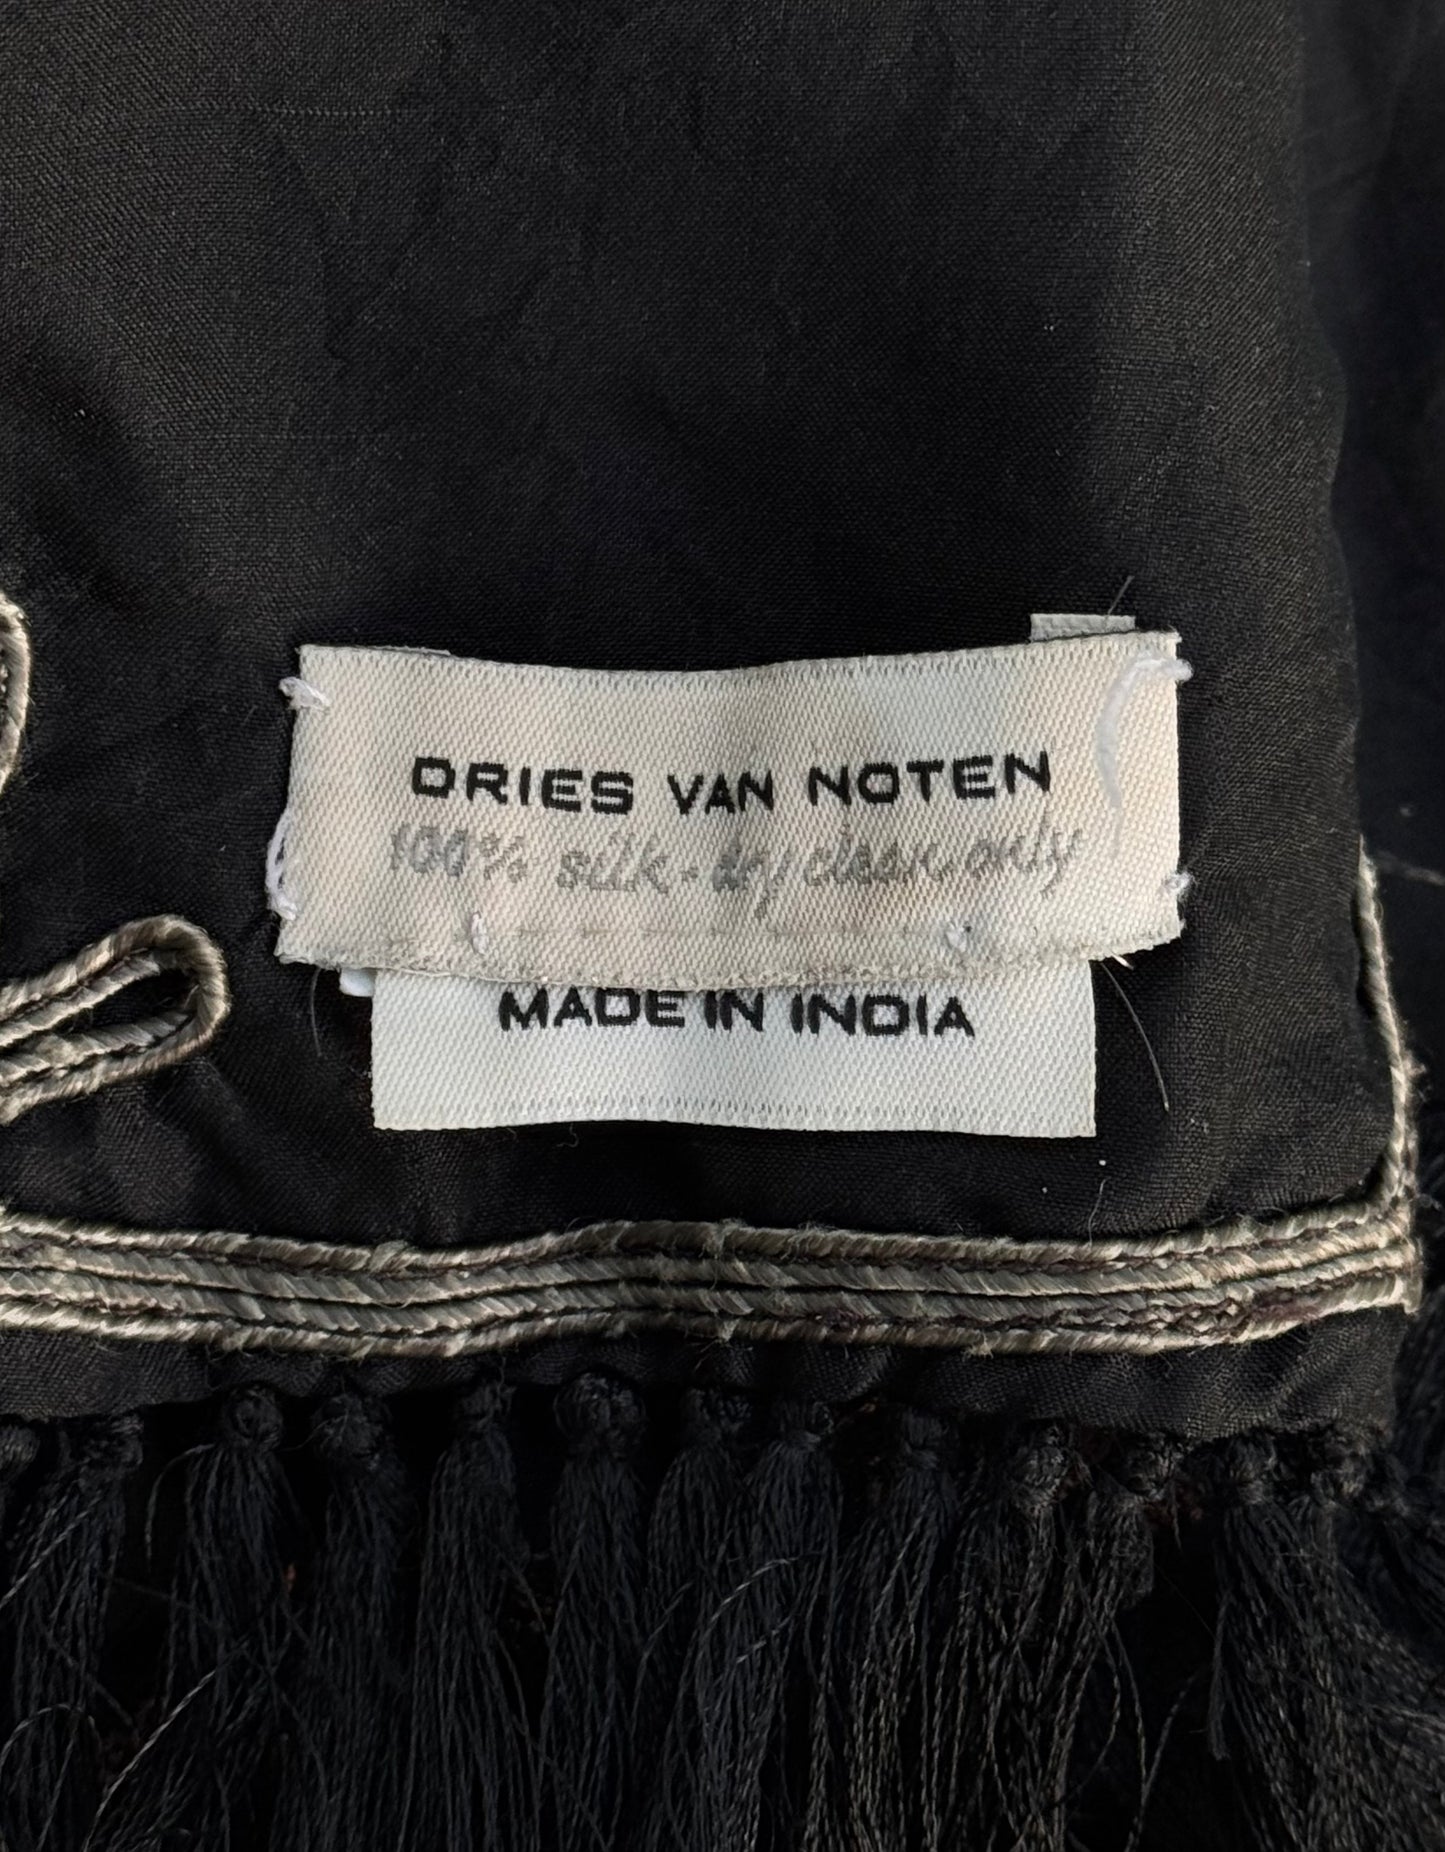 DRIES VAN NOTEN
100% silk - dry clean only
MADE IN INDIA